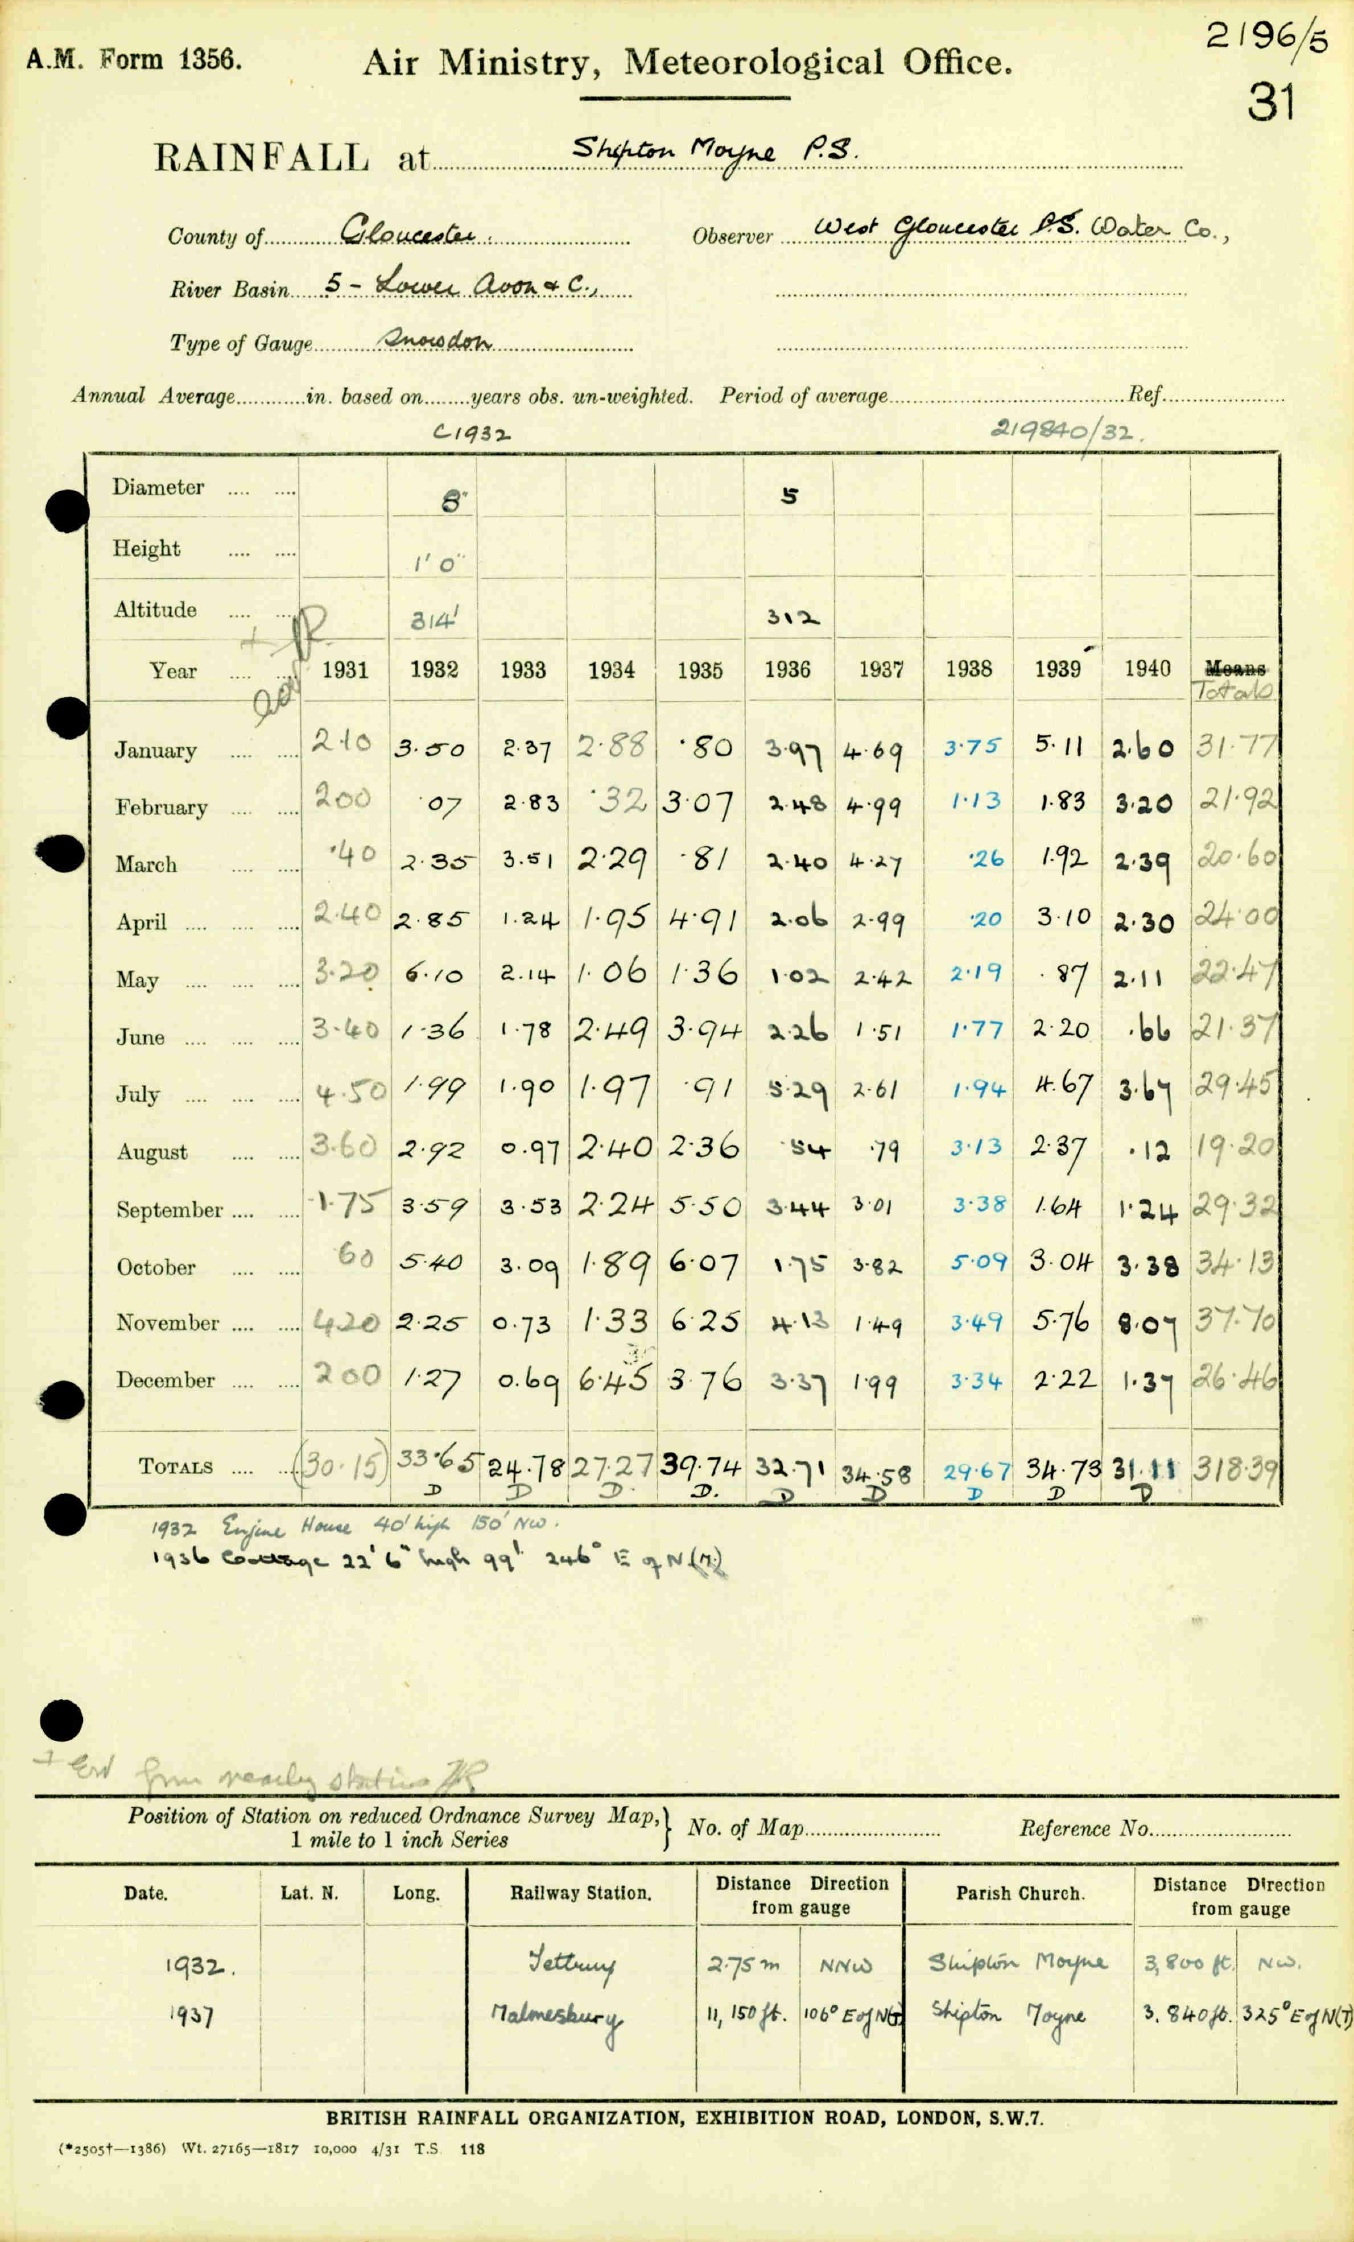 2196/5
A.M. Form 1356. Air Ministry, Meteorological Office.
31
RAINFALL at Shipton Moyne P.S.
County of Gloucester. Observer West Gloucester P.S. Water Co.,
River Basin 5 - Lower Avon & C.,
Type of Gauge Snowdon
Annual Average in. based on years obs. un-weighted. Period of average Ref.
C1932 219840/32.
Diameter 8" 5
Height 1' 0"
Altitude 314' 312
Year 1931 1932 1933 1934 1935 1936 1937 1938 1939 1940 Means
Totals
January 2.10 3.50 2.37 2.88 .80 3.97 4.69 3.75 5.11 2.60 31.77
February 200 .07 2.83 .32 3.07 2.48 4.99 1.13 1.83 3.20 21.92
March .40 2.35 3.51 2.29 .81 2.40 4.27 .26 1.92 2.39 20.60
April 2.40 2.85 1.24 1.95 4.91 2.06 2.99 .20 3.10 2.30 24.00
May 3.20 6.10 2.14 1.06 1.36 1.02 2.42 2.19 .87 2.11 22.47
June 3.40 1.36 1.78 2.49 3.94 2.26 1.51 1.77 2.20 .66 21.37
July 4.50 1.99 1.90 1.97 .91 5.29 2.61 1.94 4.67 3.67 29.45
August 3.60 2.92 0.97 2.40 2.36 .54 .79 3.13 2.37 .12 19.20
September 1.75 3.59 3.53 2.24 5.50 3.44 3.01 3.38 1.64 1.24 29.32
October 60 5.40 3.09 1.89 6.07 1.75 3.82 5.09 3.04 3.38 34.13
November 4.20 2.25 0.73 1.33 6.25 4.13 1.49 3.49 5.76 8.07 37.70
December 200 1.27 0.69 6.45 3.76 3.37 1.99 3.34 2.22 1.37 26.46
TOTALS (30.15) 33.65 24.78 27.27 39.74 32.71 34.58 29.67 34.73 31.11 318.39
D D D. D. D D D D D
1932 Engine House 40' high 150' NW.
1936 Cottage 22' 6" high 99' 246° E of N (M)
+ Est from nearby stations
Position of Station on reduced Ordnance Survey Map, } No. of Map Reference No.
1 mile to 1 inch Series
Date. Lat. N. Long. Railway Station. Distance Direction from gauge Parish Church. Distance Direction from gauge
1932. Tetbury 2.75 m NNW Shipton Moyne 3,800 ft. NW.
1937 Malmesbury 11,150 ft. 106° E of N(T) Shipton Moyne 3,840 ft. 325° E of N(T)
BRITISH RAINFALL ORGANIZATION, EXHIBITION ROAD, LONDON, S.W.7.
(*2505†—1386) Wt. 27165—1817 10,000 4/31 T.S. 118